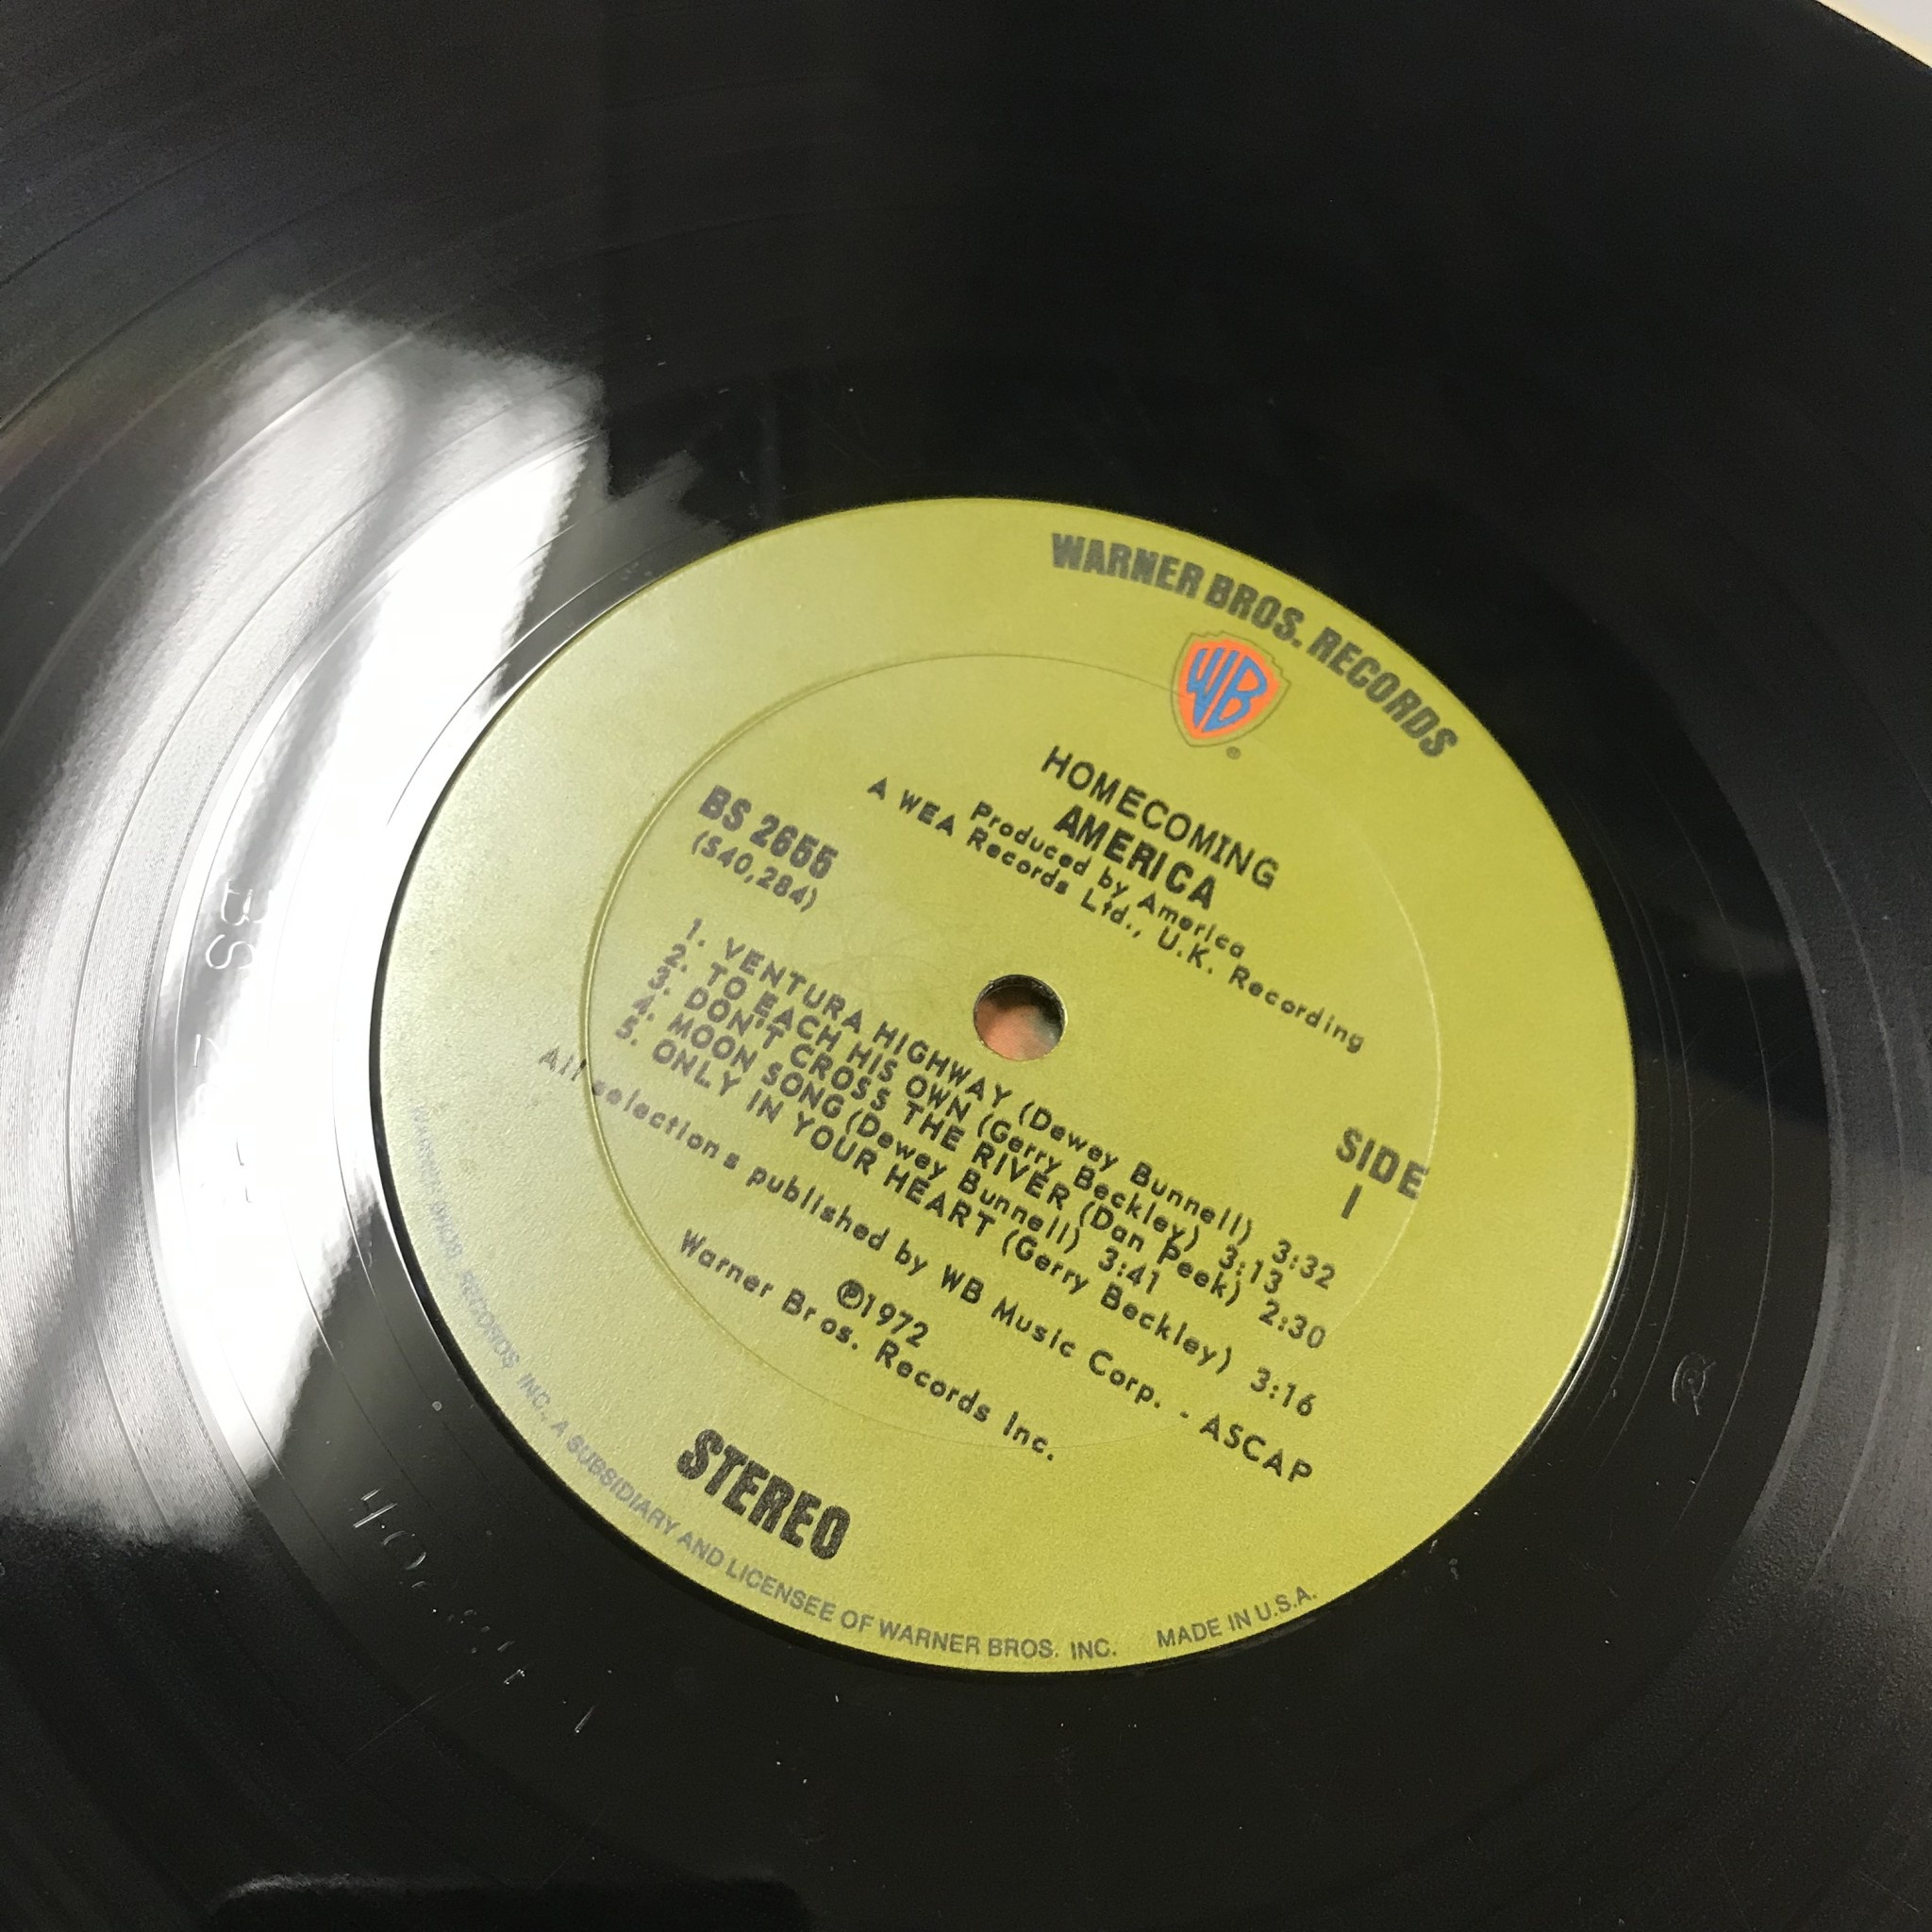 WARNER BROS. RECORDS
WB
®
HOMECOMING
AMERICA
Produced by America
A WEA Records Ltd., U.K. Recording
BS 2655
(S40,284)
SIDE
1
1. VENTURA HIGHWAY (Dewey Bunnell) 3:32
2. TO EACH HIS OWN (Gerry Beckley) 3:13
3. DON'T CROSS THE RIVER (Dan Peek) 2:30
4. MOON SONG (Dewey Bunnell) 3:41
5. ONLY IN YOUR HEART (Gerry Beckley) 3:16
All selections published by WB Music Corp. - ASCAP
℗1972
Warner Bros. Records Inc.
STEREO
WARNER BROS. RECORDS INC., A SUBSIDIARY AND LICENSEE OF WARNER BROS. INC. MADE IN U.S.A.
BS